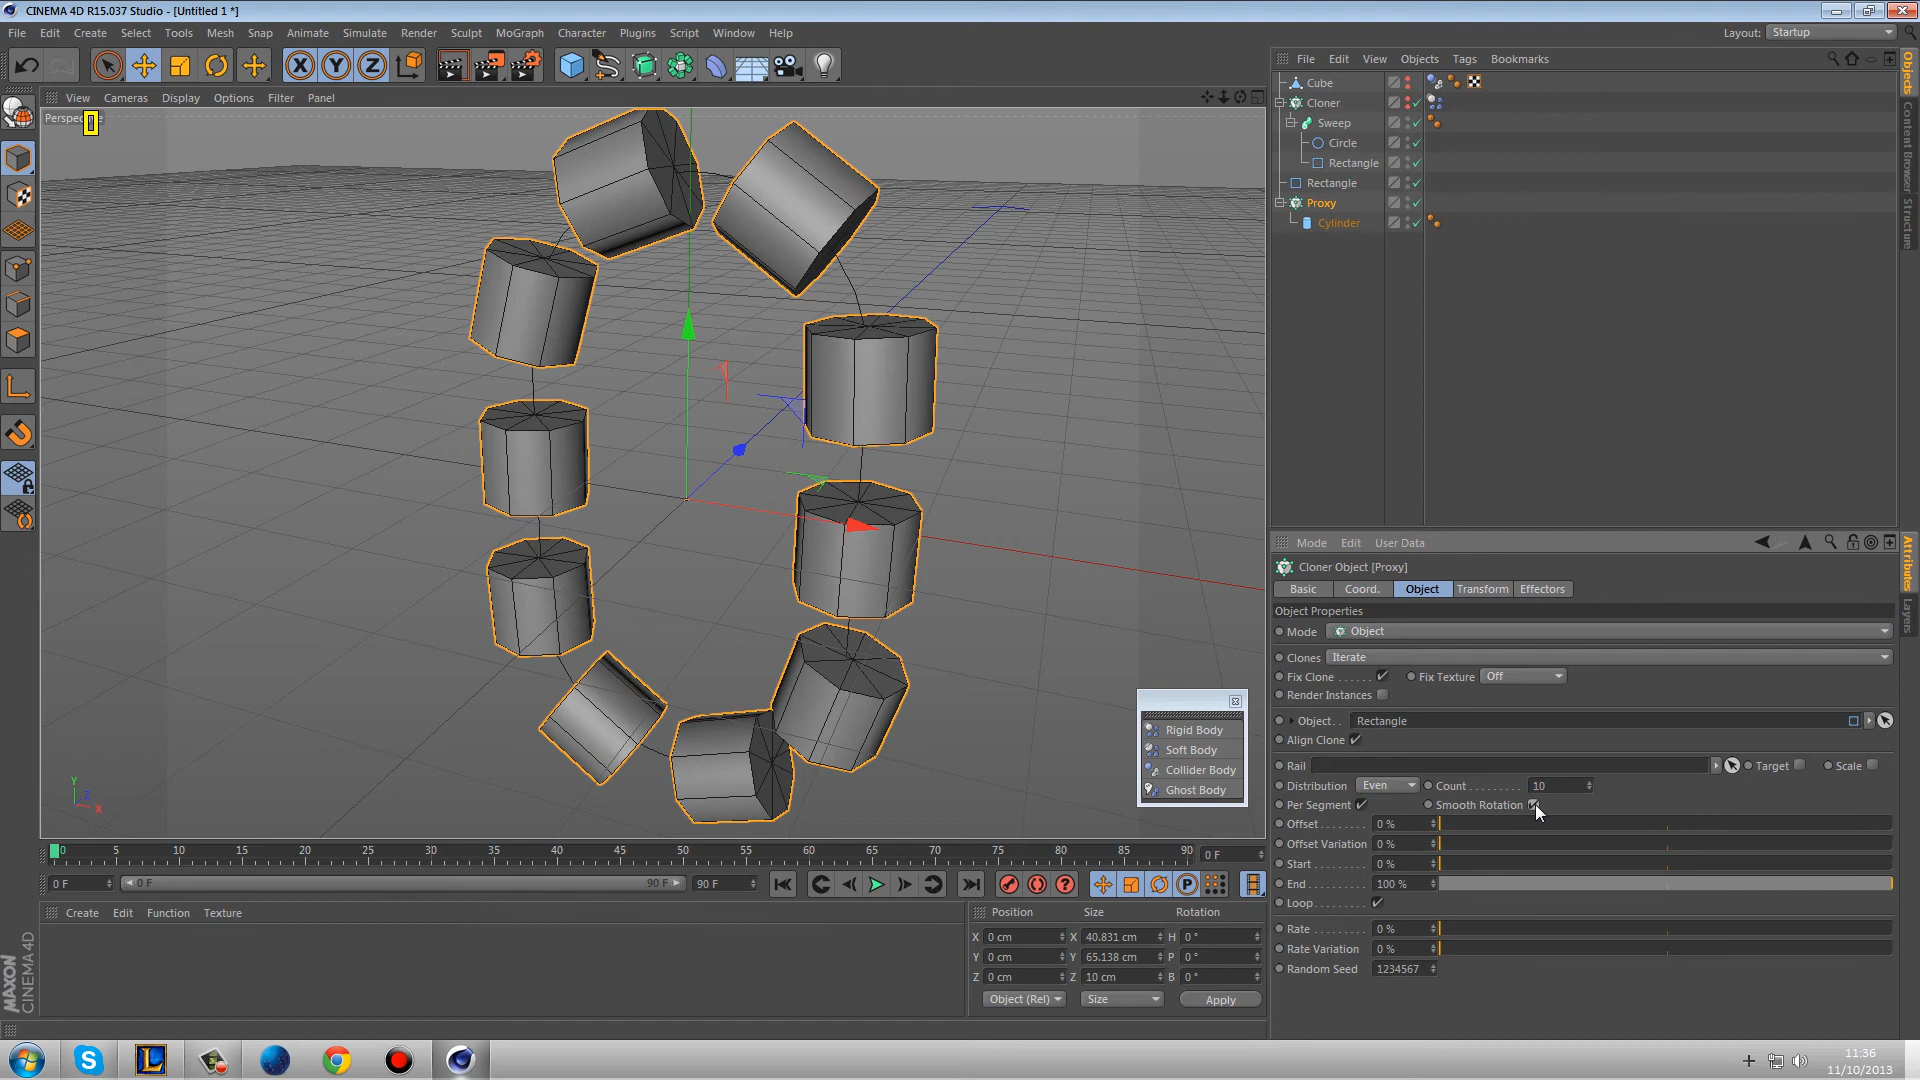 CINEMA 4D R15.037 Studio - [Untitled 1 *]
File Edit Create Select Tools Mesh Snap Animate Simulate Render Sculpt MoGraph Character Plugins Script Window Help
Layout: Startup
View Cameras Display Options Filter Panel
File Edit View Objects Tags Bookmarks
Cube
Cloner
Sweep
Circle
Rectangle
Rectangle
Proxy
Cylinder
Objects
Content Browser
Structure
Y
Z
X
Rigid Body
Soft Body
Collider Body
Ghost Body
Mode Edit User Data
Cloner Object [Proxy]
Basic Coord. Object Transform Effectors
Object Properties
Mode Object
Clones Iterate
Fix Clone Fix Texture Off
Render Instances
Object Rectangle
Align Clone
Rail Target Scale
Distribution Even Count 10
Per Segment Smooth Rotation
Offset 0 %
Offset Variation 0 %
Start 0 %
End 100 %
Loop
Rate 0 %
Rate Variation 0 %
Random Seed 1234567
Attributes
Layers
0 5 10 15 20 25 30 35 40 45 50 55 60 65 70 75 80 85 90
0 F
0 F 0 F 90 F 90 F
Create Edit Function Texture
Position Size Rotation
X 0 cm X 40.831 cm H 0 °
Y 0 cm Y 65.138 cm P 0 °
Z 0 cm Z 10 cm B 0 °
Object (Rel) Size Apply
MAXON
CINEMA 4D
11:36
11/10/2013